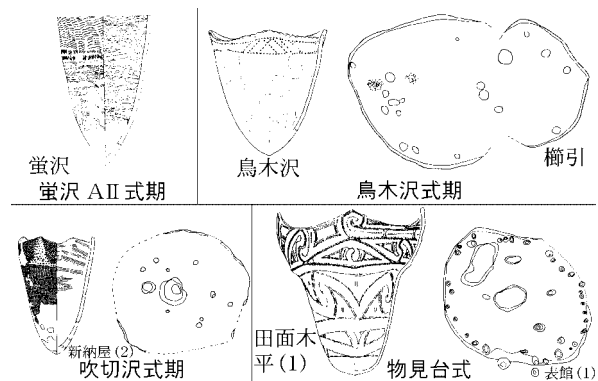 蛍沢
蛍沢 AII 式期
鳥木沢
櫛引
鳥木沢式期
新納屋(2)
吹切沢式期
田面木
平(1)
物見台式
表館(1)